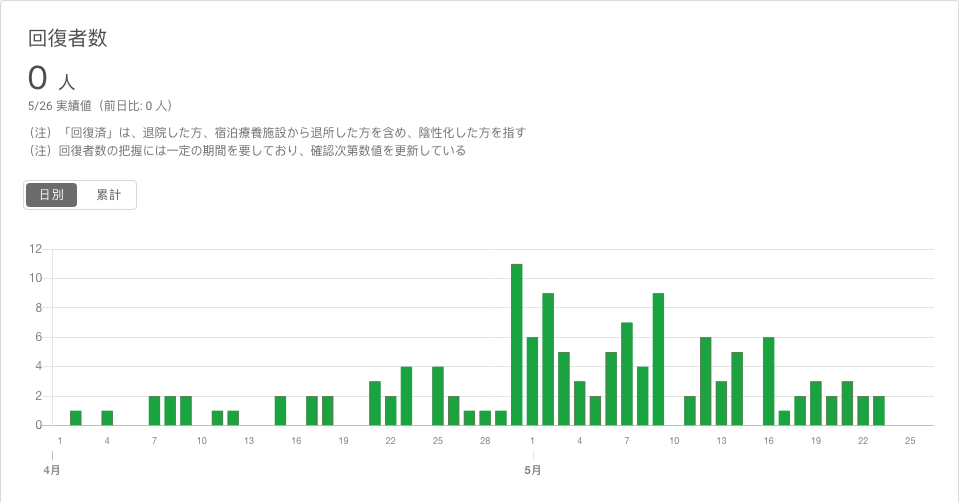 回復者数
0 人
5/26 実績値（前日比: 0 人）
（注）「回復済」は、退院した方、宿泊療養施設から退所した方を含め、陰性化した方を指す
（注）回復者数の把握には一定の期間を要しており、確認次第数値を更新している
日別 累計
12
10
8
6
4
2
0
1 4 7 10 13 16 19 22 25 28 1 4 7 10 13 16 19 22 25
4月 5月